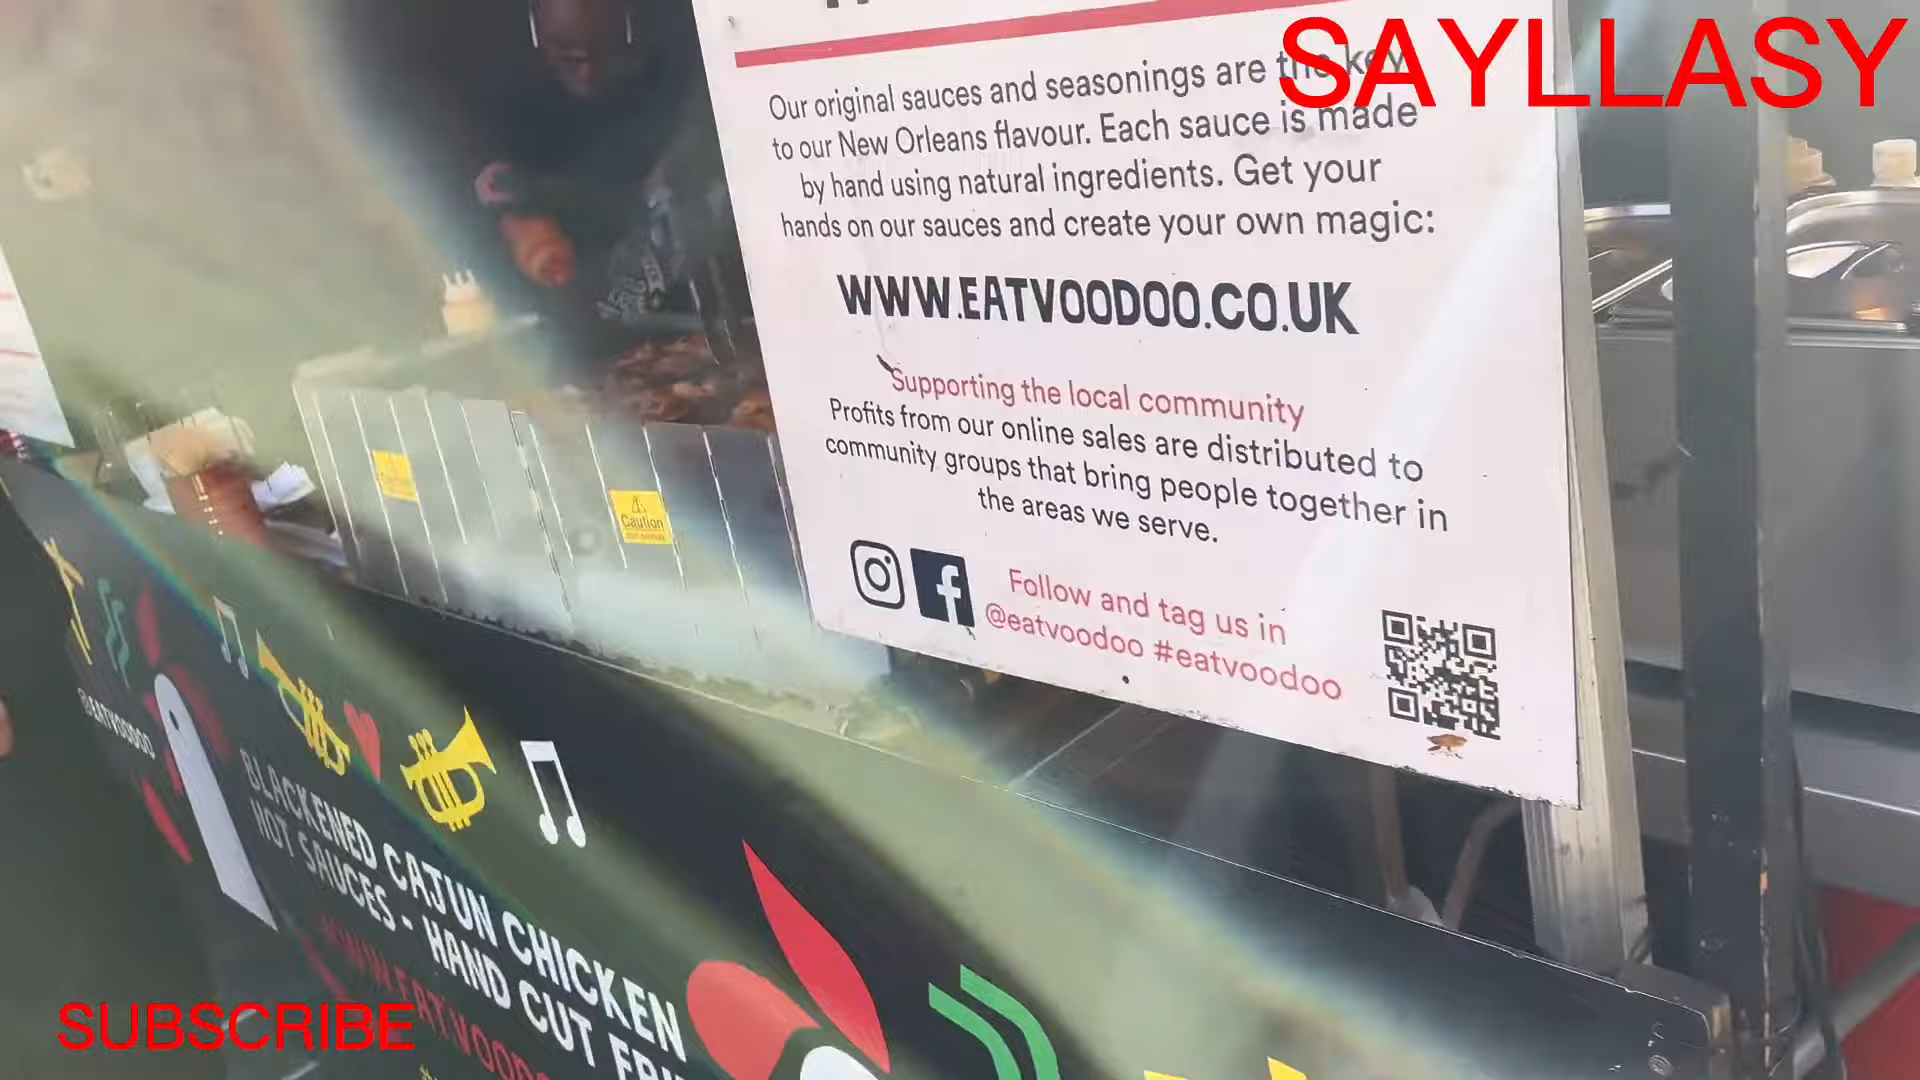 SAYLLASY
Our original sauces and seasonings are the key
to our New Orleans flavour. Each sauce is made
by hand using natural ingredients. Get your
hands on our sauces and create your own magic:
WWW.EATVOODOO.CO.UK
Supporting the local community
Profits from our online sales are distributed to
community groups that bring people together in
the areas we serve.
Follow and tag us in
@eatvoodoo #eatvoodoo
Caution
@EATVOODOO
BLACKENED CAJUN CHICKEN
HOT SAUCES - HAND CUT
SUBSCRIBE